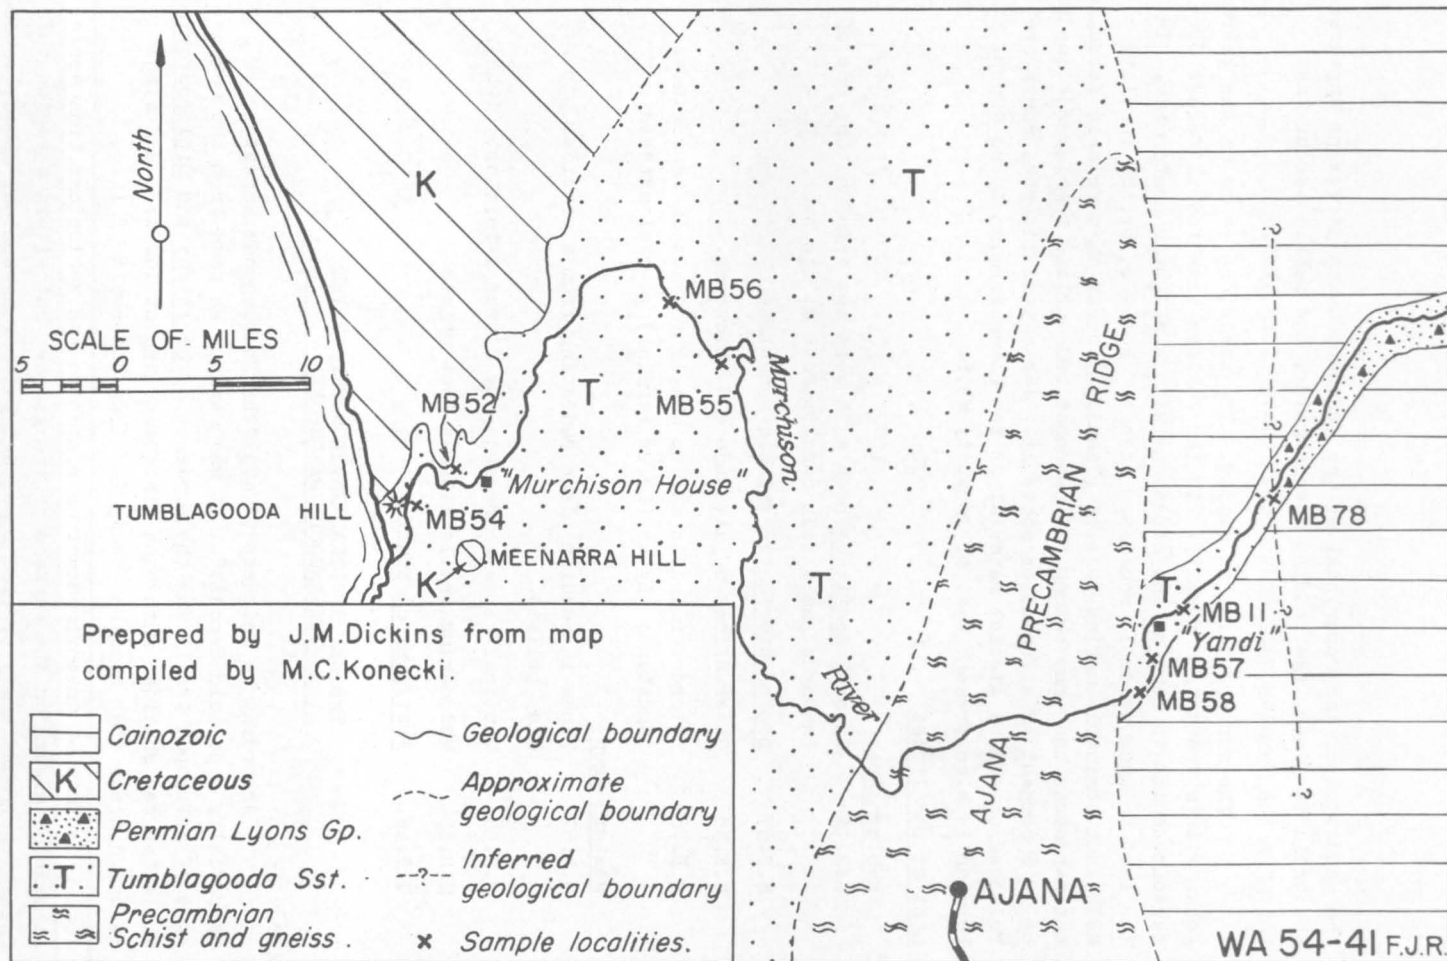 North
SCALE OF MILES
5 0 5 10
K
T
T
T
T
K
MB56
MB55
MB52
"Murchison House"
TUMBLAGOODA HILL
MB54
MEENARRA HILL
Murchison
River
AJANA PRECAMBRIAN RIDGE
MB78
MB11
"Yandi"
MB57
MB58
AJANA
?
?
?
?
Prepared by J.M.Dickins from map
compiled by M.C.Konecki.
Cainozoic
K Cretaceous
Permian Lyons Gp.
T Tumblagooda Sst.
Precambrian
Schist and gneiss.
Geological boundary
Approximate
geological boundary
--?-- Inferred
geological boundary
x Sample localities.
WA 54-41 F.J.R.